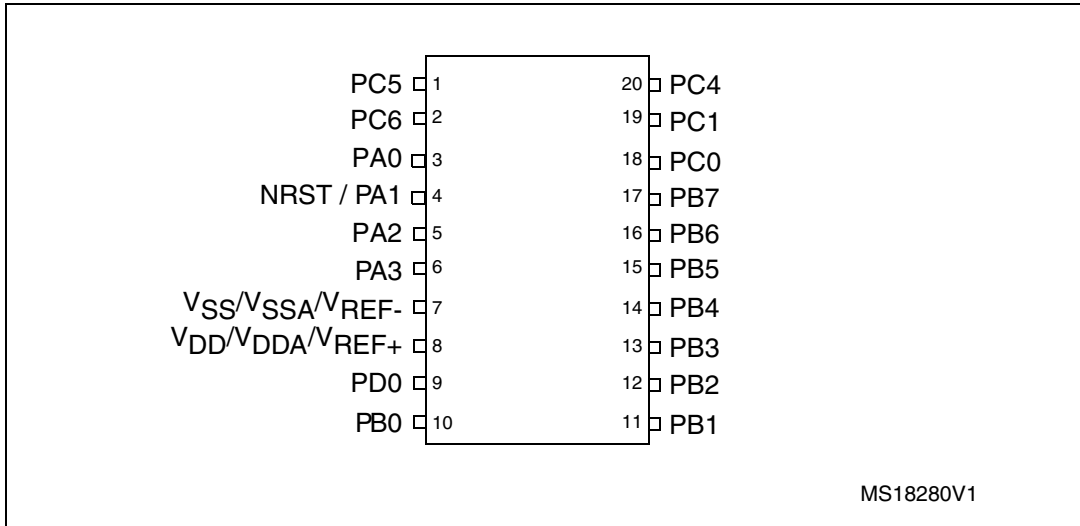 PC5 1 20 PC4
PC6 2 19 PC1
PA0 3 18 PC0
NRST / PA1 4 17 PB7
PA2 5 16 PB6
PA3 6 15 PB5
VSS/VSSA/VREF- 7 14 PB4
VDD/VDDA/VREF+ 8 13 PB3
PD0 9 12 PB2
PB0 10 11 PB1
MS18280V1